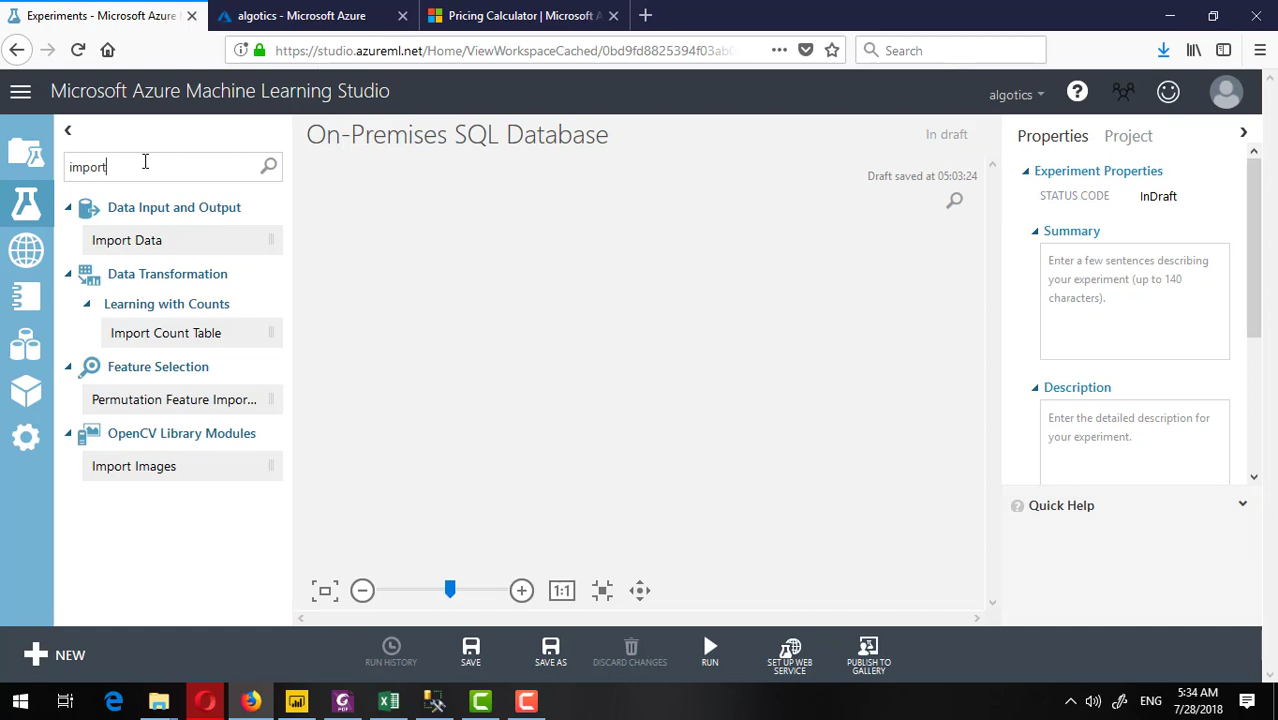 Experiments - Microsoft Azure
algotics - Microsoft Azure
Pricing Calculator | Microsoft A
https://studio.azureml.net/Home/ViewWorkspaceCached/0bd9fd8825394f03ab0
Search
Microsoft Azure Machine Learning Studio
algotics
import
Data Input and Output
Import Data
Data Transformation
Learning with Counts
Import Count Table
Feature Selection
Permutation Feature Impor...
OpenCV Library Modules
Import Images
On-Premises SQL Database
In draft
Draft saved at 05:03:24
1:1
Properties
Project
Experiment Properties
STATUS CODE
InDraft
Summary
Enter a few sentences describing
your experiment (up to 140
characters).
Description
Enter the detailed description for
your experiment.
Quick Help
NEW
RUN HISTORY
SAVE
SAVE AS
DISCARD CHANGES
RUN
SET UP WEB
SERVICE
PUBLISH TO
GALLERY
ENG
5:34 AM
7/28/2018